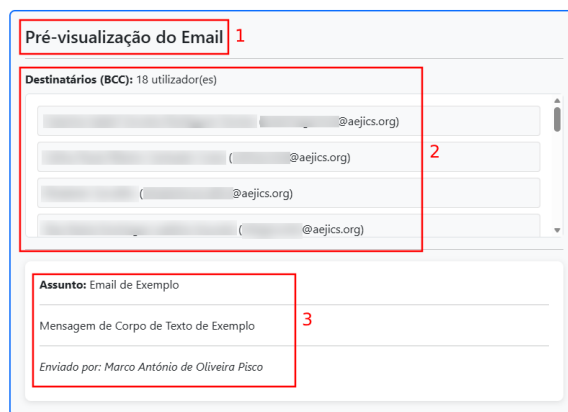 Pré-visualização do Email 1
Destinatários (BCC): 18 utilizador(es)
( @aejics.org)
( @aejics.org) 2
( @aejics.org)
( @aejics.org)
Assunto: Email de Exemplo
Mensagem de Corpo de Texto de Exemplo 3
Enviado por: Marco António de Oliveira Pisco